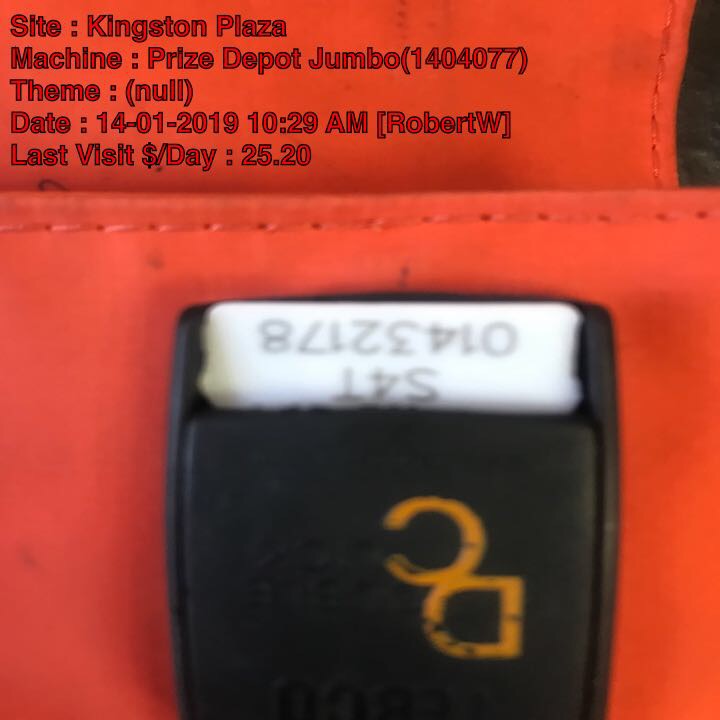 Site : Kingston Plaza
Machine : Prize Depot Jumbo(1404077)
Theme : (null)
Date : 14-01-2019 10:29 AM [RobertW]
Last Visit $/Day : 25.20
DC
S4T
01432178